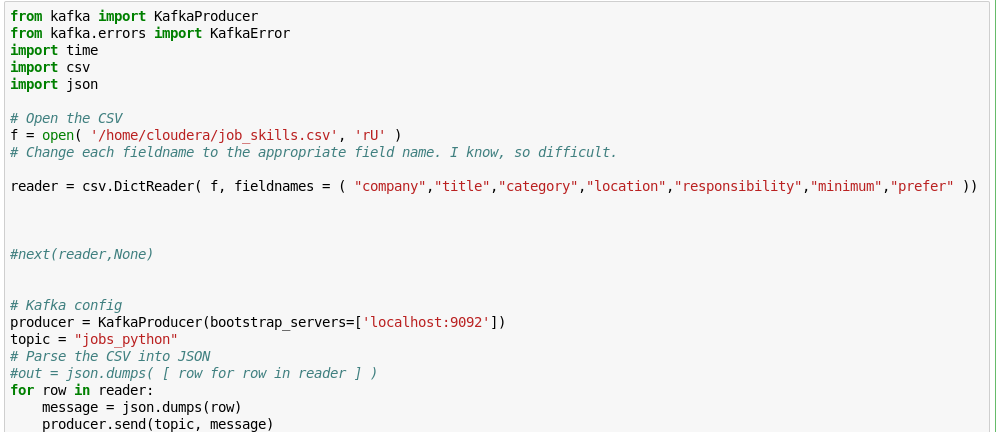 from kafka import KafkaProducer
from kafka.errors import KafkaError
import time
import csv
import json
# Open the CSV
f = open( '/home/cloudera/job_skills.csv', 'rU' )
# Change each fieldname to the appropriate field name. I know, so difficult.
reader = csv.DictReader( f, fieldnames = ( "company","title","category","location","responsibility","minimum","prefer" ))
#next(reader,None)
# Kafka config
producer = KafkaProducer(bootstrap_servers=['localhost:9092'])
topic = "jobs_python"
# Parse the CSV into JSON
#out = json.dumps( [ row for row in reader ] )
for row in reader:
    message = json.dumps(row)
    producer.send(topic, message)